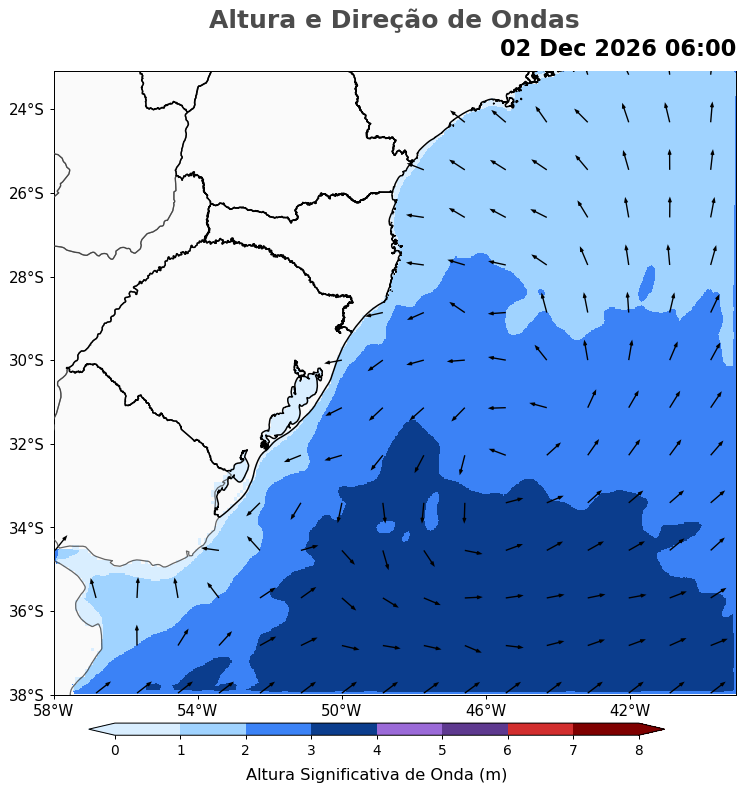 Altura e Direção de Ondas
02 Dec 2026 06:00
24°S
26°S
28°S
30°S
32°S
34°S
36°S
38°S
58°W 54°W 50°W 46°W 42°W
0 1 2 3 4 5 6 7 8
Altura Significativa de Onda (m)